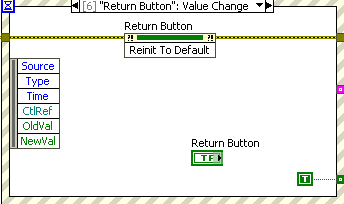 [6] "Return Button": Value Change
Return Button
?! ?!
Reinit To Default
Source
Type
Time
CtlRef
OldVal
NewVal
Return Button
TF
T